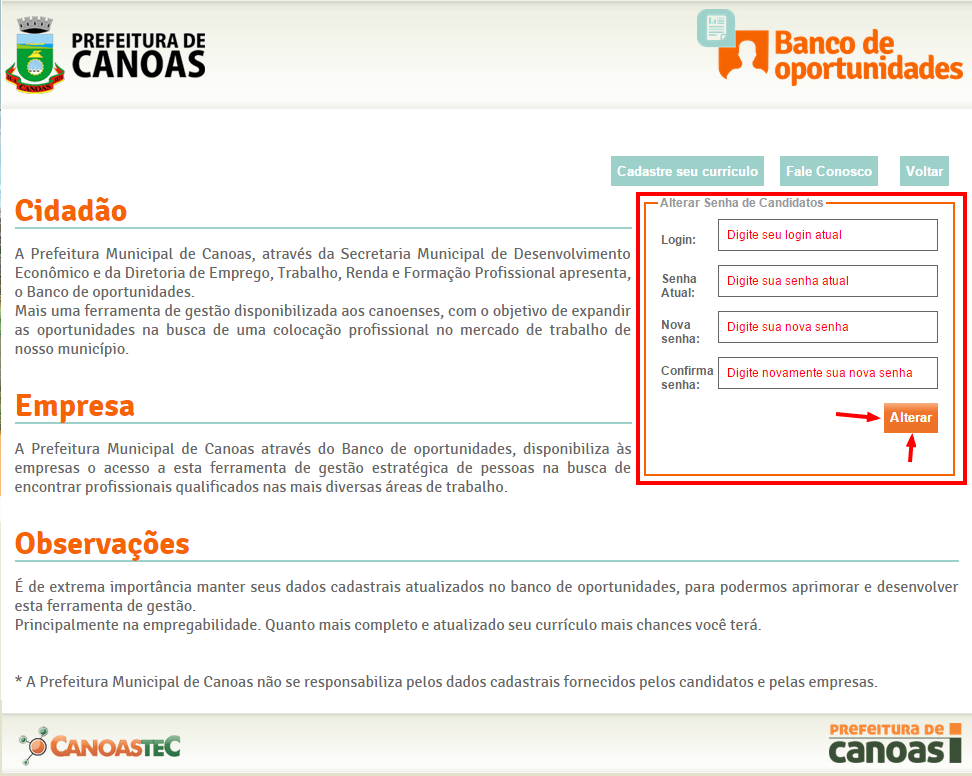 PREFEITURA DE
CANOAS
CANOAS
Banco de
oportunidades
Cadastre seu currículo
Fale Conosco
Voltar
Cidadão
A Prefeitura Municipal de Canoas, através da Secretaria Municipal de Desenvolvimento
Econômico e da Diretoria de Emprego, Trabalho, Renda e Formação Profissional apresenta,
o Banco de oportunidades.
Mais uma ferramenta de gestão disponibilizada aos canoenses, com o objetivo de expandir
as oportunidades na busca de uma colocação profissional no mercado de trabalho de
nosso município.
Alterar Senha de Candidatos
Login:
Digite seu login atual
Senha
Atual:
Digite sua senha atual
Nova
senha:
Digite sua nova senha
Confirma
senha:
Digite novamente sua nova senha
Alterar
Empresa
A Prefeitura Municipal de Canoas através do Banco de oportunidades, disponibiliza às
empresas o acesso a esta ferramenta de gestão estratégica de pessoas na busca de
encontrar profissionais qualificados nas mais diversas áreas de trabalho.
Observações
É de extrema importância manter seus dados cadastrais atualizados no banco de oportunidades, para podermos aprimorar e desenvolver
esta ferramenta de gestão.
Principalmente na empregabilidade. Quanto mais completo e atualizado seu currículo mais chances você terá.
* A Prefeitura Municipal de Canoas não se responsabiliza pelos dados cadastrais fornecidos pelos candidatos e pelas empresas.
CANOASTEC
PREFEITURA DE
canoas